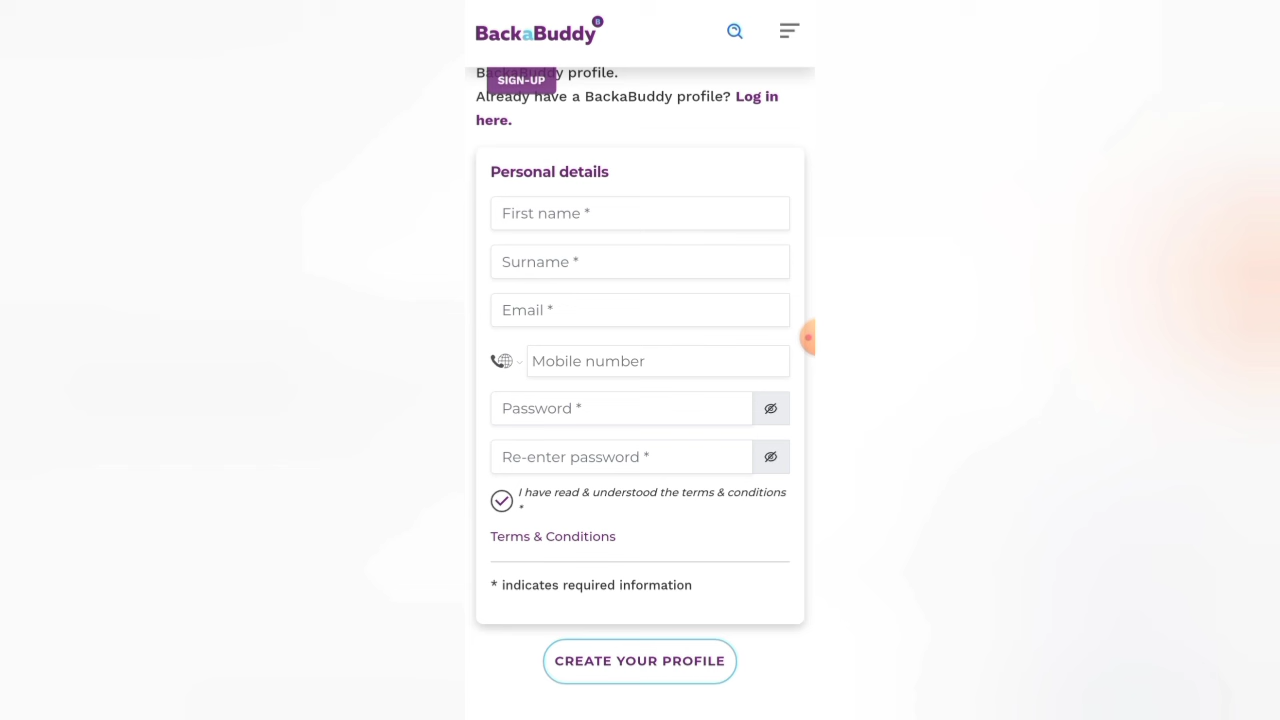 BackaBuddy B
BackaBuddy profile.
SIGN-UP
Already have a BackaBuddy profile? Log in
here.
Personal details
First name *
Surname *
Email *
Mobile number
Password *
Re-enter password *
I have read & understood the terms & conditions
*
Terms & Conditions
* indicates required information
CREATE YOUR PROFILE